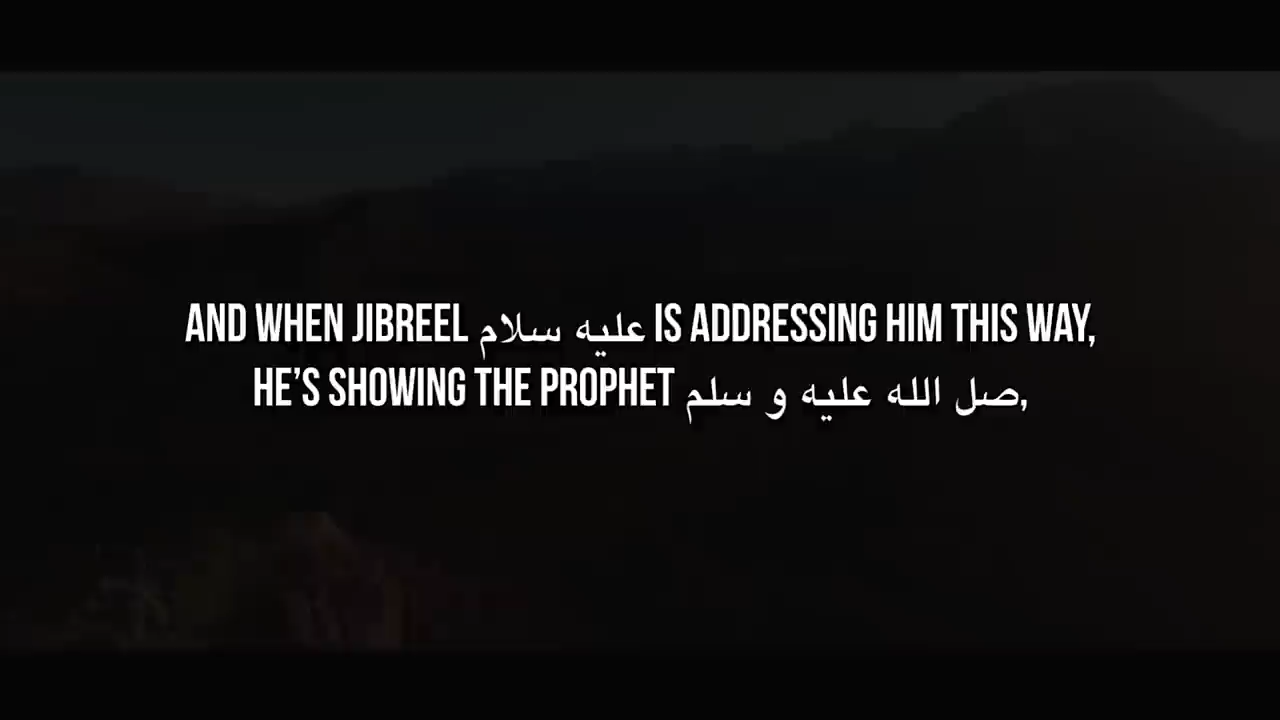 AND WHEN JIBREEL عليه سلام IS ADDRESSING HIM THIS WAY,
HE’S SHOWING THE PROPHET صل الله عليه و سلم,